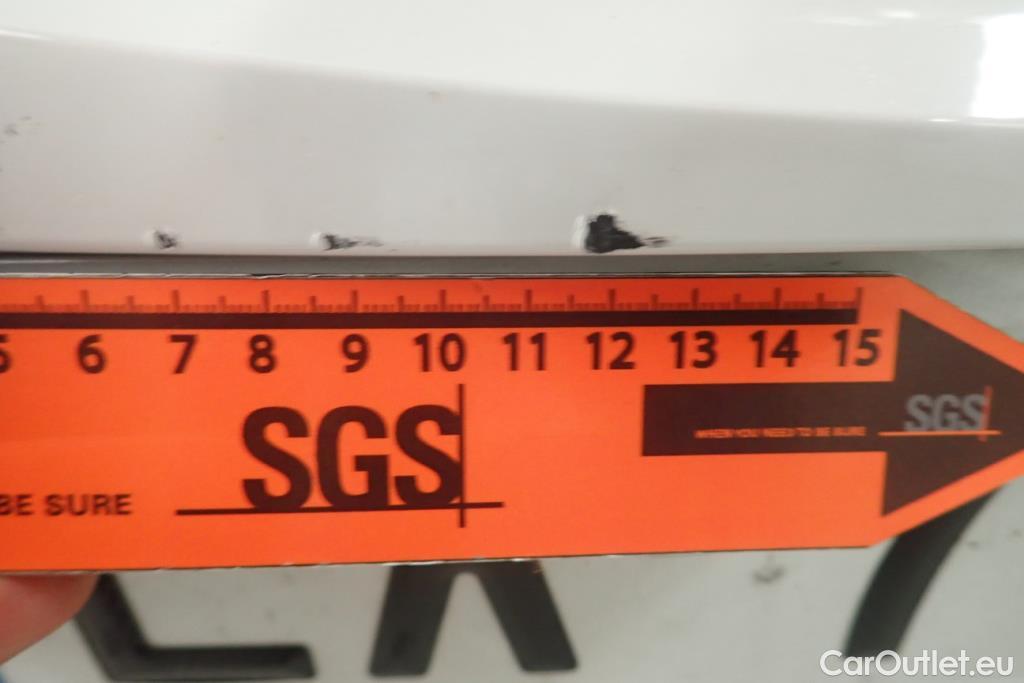 6 7 8 9 10 11 12 13 14 15
SGS
WHEN YOU NEED TO BE SURE
SGS
BE SURE
CarOutlet.eu